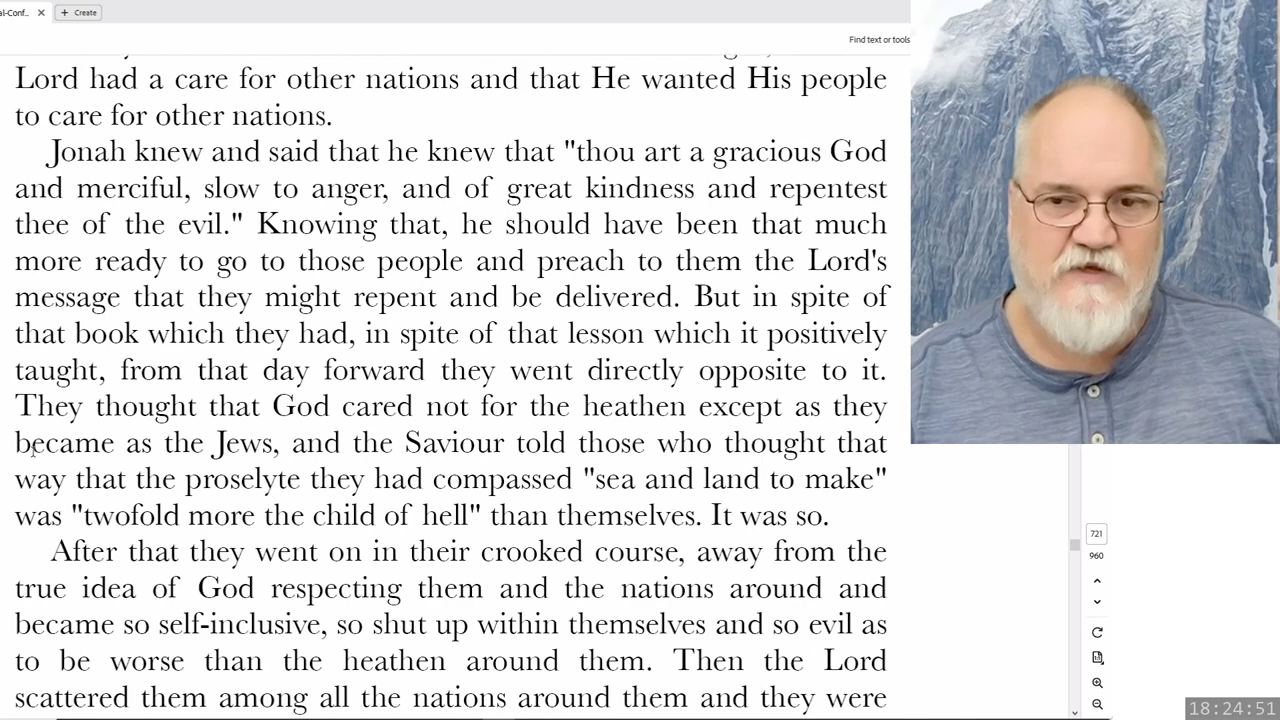 al-Conf..
Create
Find text or tools
Lord had a care for other nations and that He wanted His people
to care for other nations.
Jonah knew and said that he knew that "thou art a gracious God
and merciful, slow to anger, and of great kindness and repentest
thee of the evil." Knowing that, he should have been that much
more ready to go to those people and preach to them the Lord's
message that they might repent and be delivered. But in spite of
that book which they had, in spite of that lesson which it positively
taught, from that day forward they went directly opposite to it.
They thought that God cared not for the heathen except as they
became as the Jews, and the Saviour told those who thought that
way that the proselyte they had compassed "sea and land to make"
was "twofold more the child of hell" than themselves. It was so.
After that they went on in their crooked course, away from the
true idea of God respecting them and the nations around and
became so self-inclusive, so shut up within themselves and so evil as
to be worse than the heathen around them. Then the Lord
scattered them among all the nations around them and they were
721
960
18:24:51